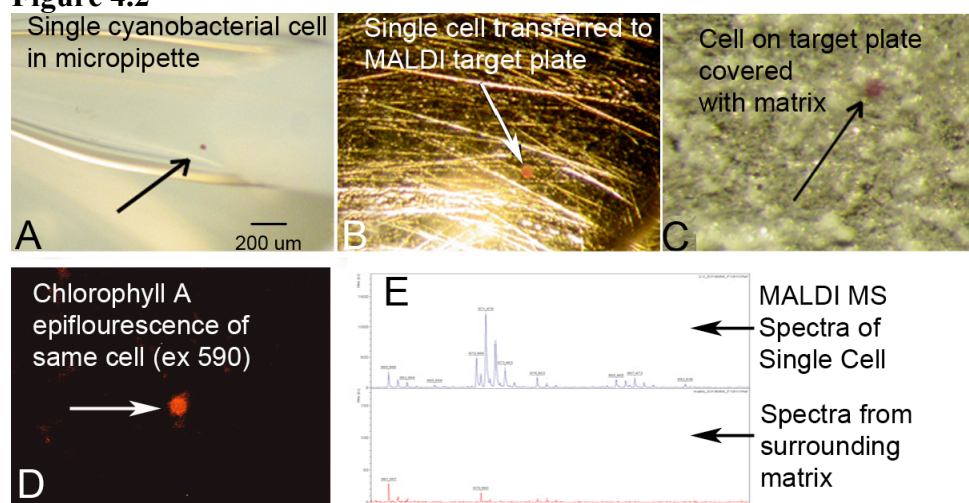 Figure 4.2
Single cyanobacterial cell
in micropipette
A
200 um
Single cell transferred to
MALDI target plate
B
Cell on target plate
covered
with matrix
C
Chlorophyll A
epiflourescence of
same cell (ex 590)
D
E
MALDI MS
Spectra of
Single Cell
Spectra from
surrounding
matrix